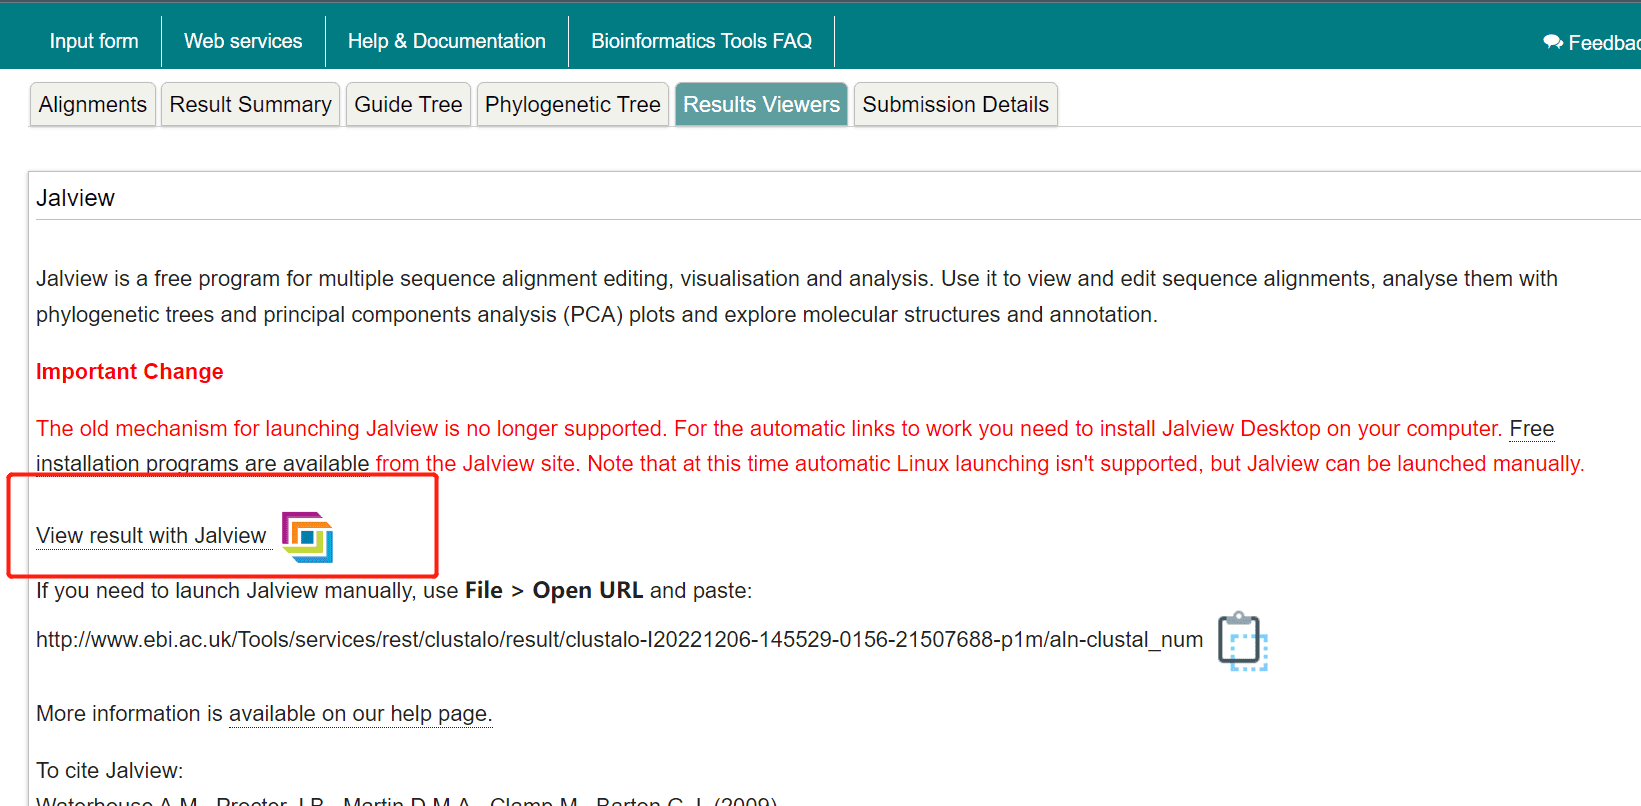 Input form
Web services
Help & Documentation
Bioinformatics Tools FAQ
Feedbac
Alignments
Result Summary
Guide Tree
Phylogenetic Tree
Results Viewers
Submission Details
Jalview
Jalview is a free program for multiple sequence alignment editing, visualisation and analysis. Use it to view and edit sequence alignments, analyse them with
phylogenetic trees and principal components analysis (PCA) plots and explore molecular structures and annotation.
Important Change
The old mechanism for launching Jalview is no longer supported. For the automatic links to work you need to install Jalview Desktop on your computer. Free
installation programs are available from the Jalview site. Note that at this time automatic Linux launching isn't supported, but Jalview can be launched manually.
View result with Jalview
If you need to launch Jalview manually, use File > Open URL and paste:
http://www.ebi.ac.uk/Tools/services/rest/clustalo/result/clustalo-I20221206-145529-0156-21507688-p1m/aln-clustal_num
More information is available on our help page.
To cite Jalview:
Waterhouse A.M., Procter J.B., Martin D.M.A., Clamp M., Barton G.J. (2009)